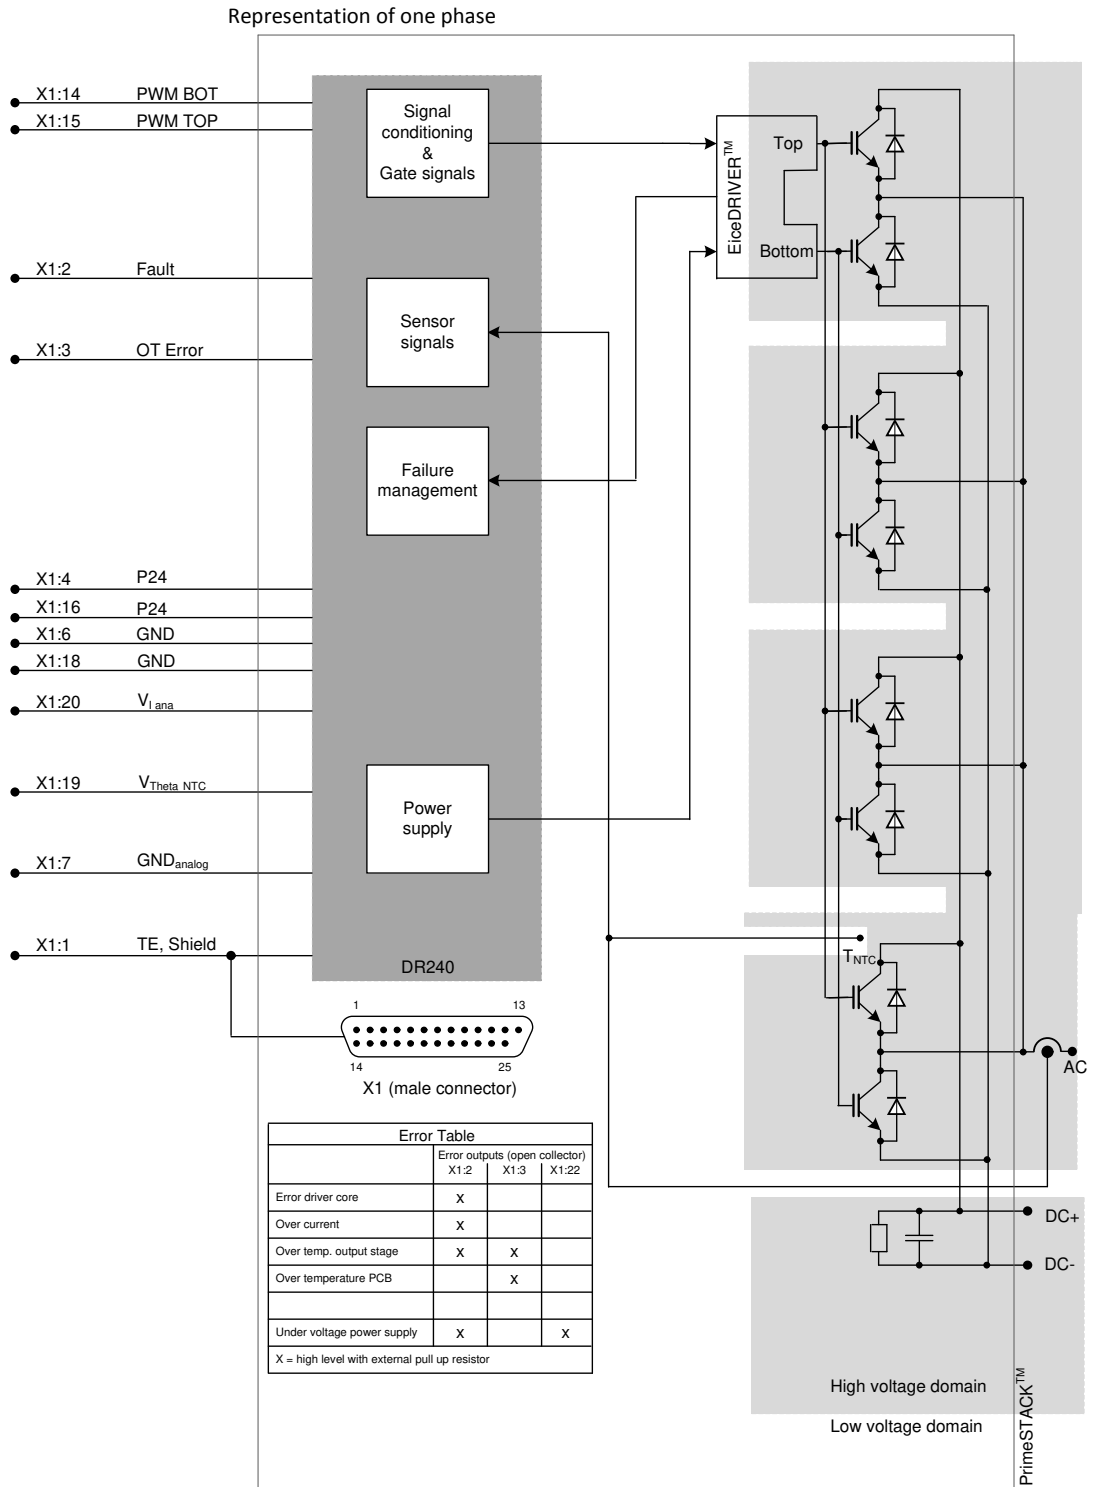 Representation of one phase
X1:14 PWM BOT
X1:15 PWM TOP
Signal
conditioning
&
Gate signals
EiceDRIVER™
Top
Bottom
X1:2 Fault
Sensor
signals
X1:3 OT Error
Failure
management
X1:4 P24
X1:16 P24
X1:6 GND
X1:18 GND
X1:20 VI ana
X1:19 VTheta NTC
Power
supply
X1:7 GNDanalog
X1:1 TE, Shield
DR240
TNTC
1 13
14 25
X1 (male connector)
AC
Error Table
Error outputs (open collector)
X1:2 X1:3 X1:22
Error driver core x
Over current x
Over temp. output stage x x
Over temperature PCB x
Under voltage power supply x x
X = high level with external pull up resistor
DC+
DC-
High voltage domain
Low voltage domain
PrimeSTACK™